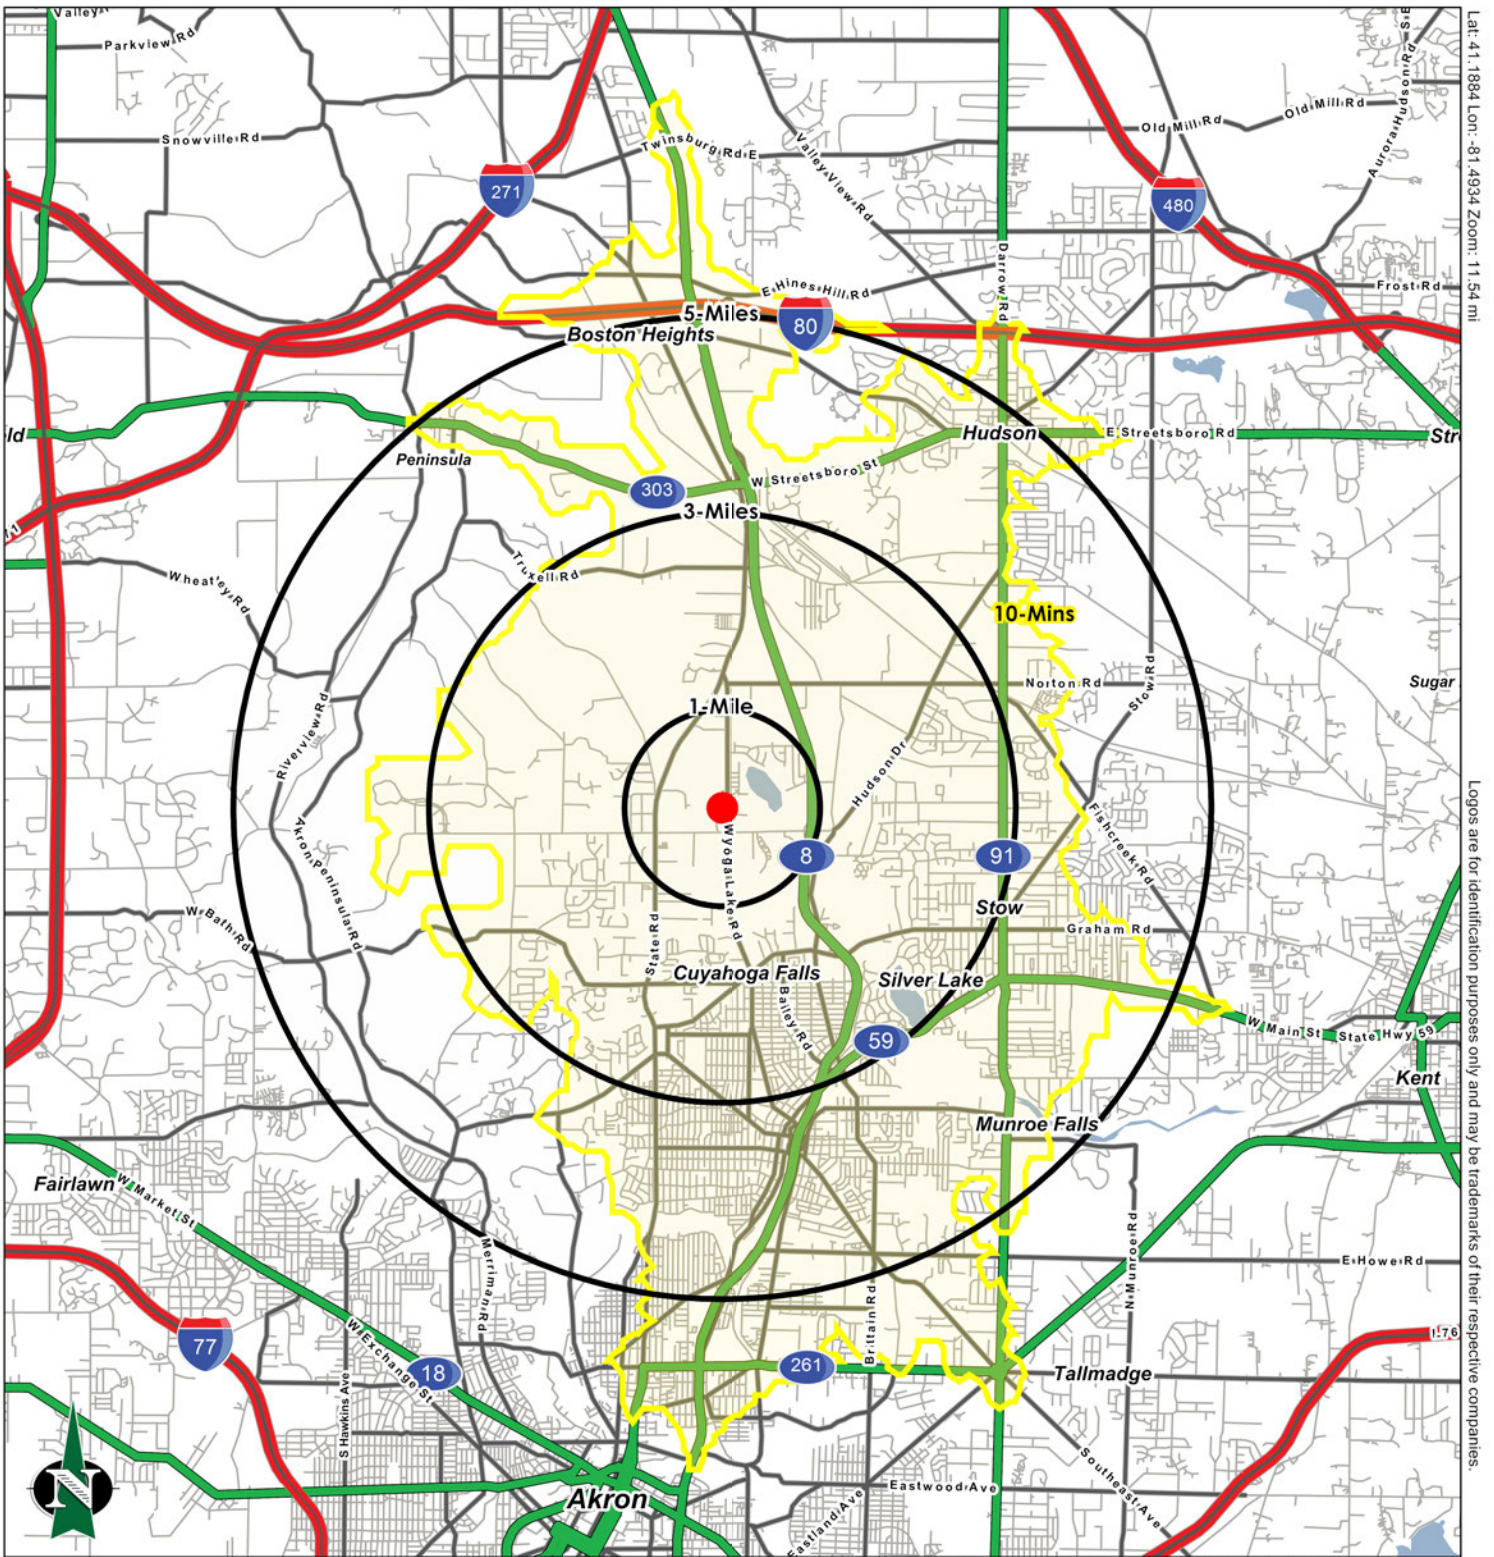 Valley
Parkview Rd
Snowville Rd
271
Twinsburg Rd E
Valley View Rd
Old Mill Rd
Old Mill Rd
Aurora Hudson Rd
480
Darrow Rd
E Hines Hill Rd
Frost Rd
5-Miles
80
Boston Heights
ld
Hudson
E Streetsboro Rd
Str
Peninsula
303
W Streetsboro St
3-Miles
Truxell Rd
Wheatley Rd
10-Mins
Norton Rd
Stow Rd
Sugar
1-Mile
Riverview Rd
Hudson Dr
Akron Peninsula Rd
Wyoga Lake Rd
8
91
Fishcreek Rd
W Bath Rd
Stow
Graham Rd
State Rd
Cuyahoga Falls
Silver Lake
Bailey Rd
59
W Main St
State Hwy 59
Kent
Munroe Falls
Fairlawn
W Market St
Merriman Rd
N Munroe Rd
E Howe Rd
77
W Exchange St
18
261
Brittain Rd
Tallmadge
I-76
S Hawkins Ave
N
Akron
Eastland Ave
Eastwood Ave
Southeast Ave
Lat: 41.1884 Lon: -81.4934 Zoom: 11.54 mi
Logos are for identification purposes only and may be trademarks of their respective companies.